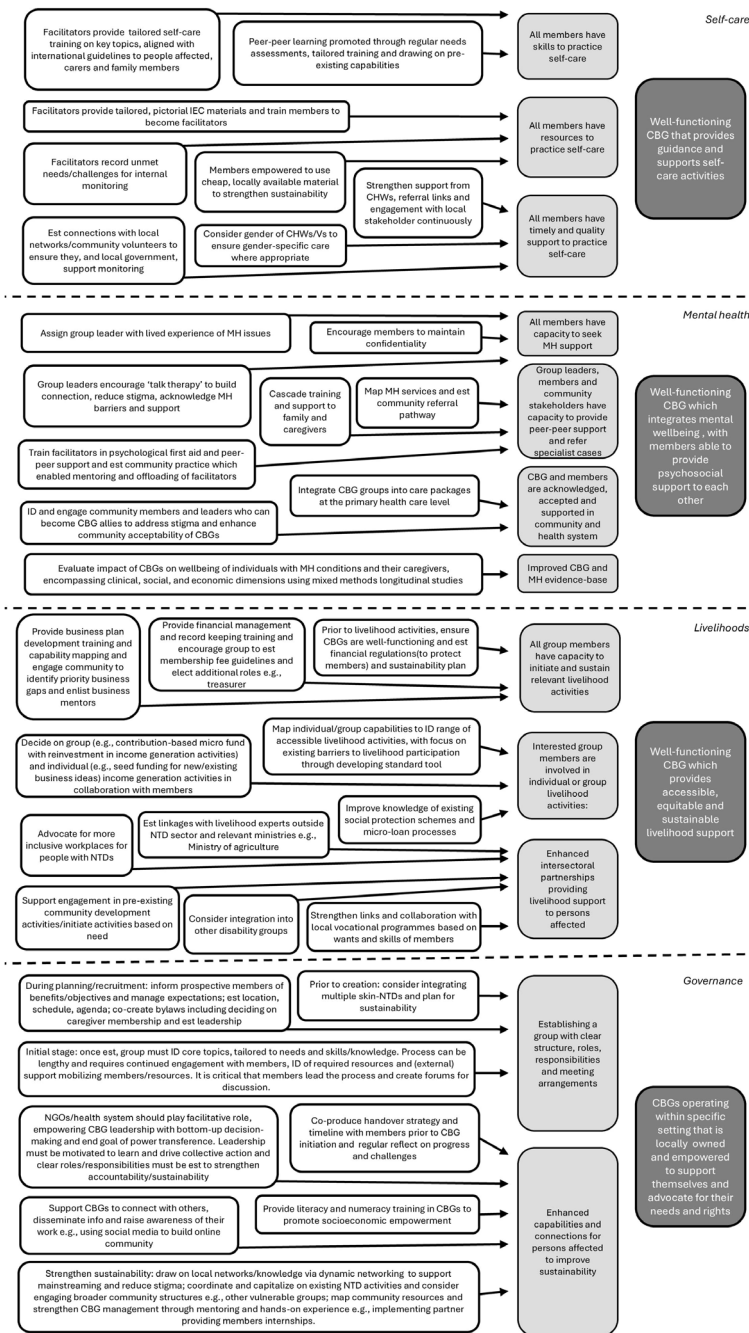 Self-care
Facilitators provide tailored self-care
training on key topics, aligned with
international guidelines to people affected,
carers and family members
Peer-peer learning promoted through regular needs
assessments, tailored training and drawing on pre-
existing capabilities
All members have
skills to practice
self-care
Facilitators provide tailored, pictorial IEC materials and train members to
become facilitators
All members have
resources to
practice self-care
Well-functioning
CBG that provides
guidance and
supports self-
care activities
Facilitators record unmet
needs/challenges for internal
monitoring
Members empowered to use
cheap, locally available material
to strengthen sustainability
Strengthen support from
CHWs, referral links and
engagement with local
stakeholder continuously
Est connections with local
networks/community volunteers to
ensure they, and local government,
support monitoring
Consider gender of CHWs/Vs to
ensure gender-specific care
where appropriate
All members have
timely and quality
support to practice
self-care
Mental health
Assign group leader with lived experience of MH issues
Encourage members to maintain
confidentiality
All members have
capacity to seek
MH support
Group leaders encourage ‘talk therapy’ to build
connection, reduce stigma, acknowledge MH
barriers and support
Cascade training
and support to
family and
caregivers
Map MH services and est
community referral
pathway
Group leaders,
members and
community
stakeholders have
capacity to provide
peer-peer support
and refer
specialist cases
Well-functioning
CBG which
integrates mental
wellbeing , with
members able to
provide
psychosocial
support to each
other
Train facilitators in psychological first aid and peer-
peer support and est community practice which
enabled mentoring and offloading of facilitators
Integrate CBG groups into care packages
at the primary health care level
CBG and members
are acknowledged,
accepted and
supported in
community and
health system
ID and engage community members and leaders who can
become CBG allies to address stigma and enhance
community acceptability of CBGs
Evaluate impact of CBGs on wellbeing of individuals with MH conditions and their caregivers,
encompassing clinical, social, and economic dimensions using mixed methods longitudinal studies
Improved CBG and
MH evidence-base
Livelihoods
Provide business plan
development training and
capability mapping and
engage community to
identify priority business
gaps and enlist business
mentors
Provide financial management
and record keeping training and
encourage group to est
membership fee guidelines and
elect additional roles e.g.,
treasurer
Prior to livelihood activities, ensure
CBGs are well-functioning and est
financial regulations(to protect
members) and sustainability plan
All group members
have capacity to
initiate and sustain
relevant livelihood
activities
Decide on group (e.g., contribution-based micro fund
with reinvestment in income generation activities)
and individual (e.g., seed funding for new/existing
business ideas) income generation activities in
collaboration with members
Map individual/group capabilities to ID range of
accessible livelihood activities, with focus on
existing barriers to livelihood participation
through developing standard tool
Interested group
members are
involved in
individual or group
livelihood
activities:
Well-functioning
CBG which
provides
accessible,
equitable and
sustainable
livelihood support
Advocate for more
inclusive workplaces for
people with NTDs
Est linkages with livelihood experts outside
NTD sector and relevant ministries e.g.,
Ministry of agriculture
Improve knowledge of existing
social protection schemes and
micro-loan processes
Enhanced
intersectoral
partnerships
providing
livelihood support
to persons
affected
Support engagement in pre-existing
community development
activities/initiate activities based on
need
Consider integration into
other disability groups
Strengthen links and collaboration with
local vocational programmes based on
wants and skills of members
Governance
During planning/recruitment: inform prospective members of
benefits/objectives and manage expectations; est location,
schedule, agenda; co-create bylaws including deciding on
caregiver membership and est leadership
Prior to creation: consider integrating
multiple skin-NTDs and plan for
sustainability
Establishing a
group with clear
structure, roles,
responsibilities
and meeting
arrangements
Initial stage: once est, group must ID core topics, tailored to needs and skills/knowledge. Process can be
lengthy and requires continued engagement with members, ID of required resources and (external)
support mobilizing members/resources. It is critical that members lead the process and create forums for
discussion.
NGOs/health system should play facilitative role,
empowering CBG leadership with bottom-up decision-
making and end goal of power transference. Leadership
must be motivated to learn and drive collective action and
clear roles/responsibilities must be est to strengthen
accountability/sustainability
Co-produce handover strategy and
timeline with members prior to CBG
initiation and regular reflect on progress
and challenges
CBGs operating
within specific
setting that is
locally owned
and empowered
to support
themselves and
advocate for their
needs and rights
Support CBGs to connect with others,
disseminate info and raise awareness of their
work e.g., using social media to build online
community
Provide literacy and numeracy training in CBGs to
promote socioeconomic empowerment
Enhanced
capabilities and
connections for
persons affected
to improve
sustainability
Strengthen sustainability: draw on local networks/knowledge via dynamic networking to support
mainstreaming and reduce stigma; coordinate and capitalize on existing NTD activities and consider
engaging broader community structures e.g., other vulnerable groups; map community resources and
strengthen CBG management through mentoring and hands-on experience e.g., implementing partner
providing members internships.